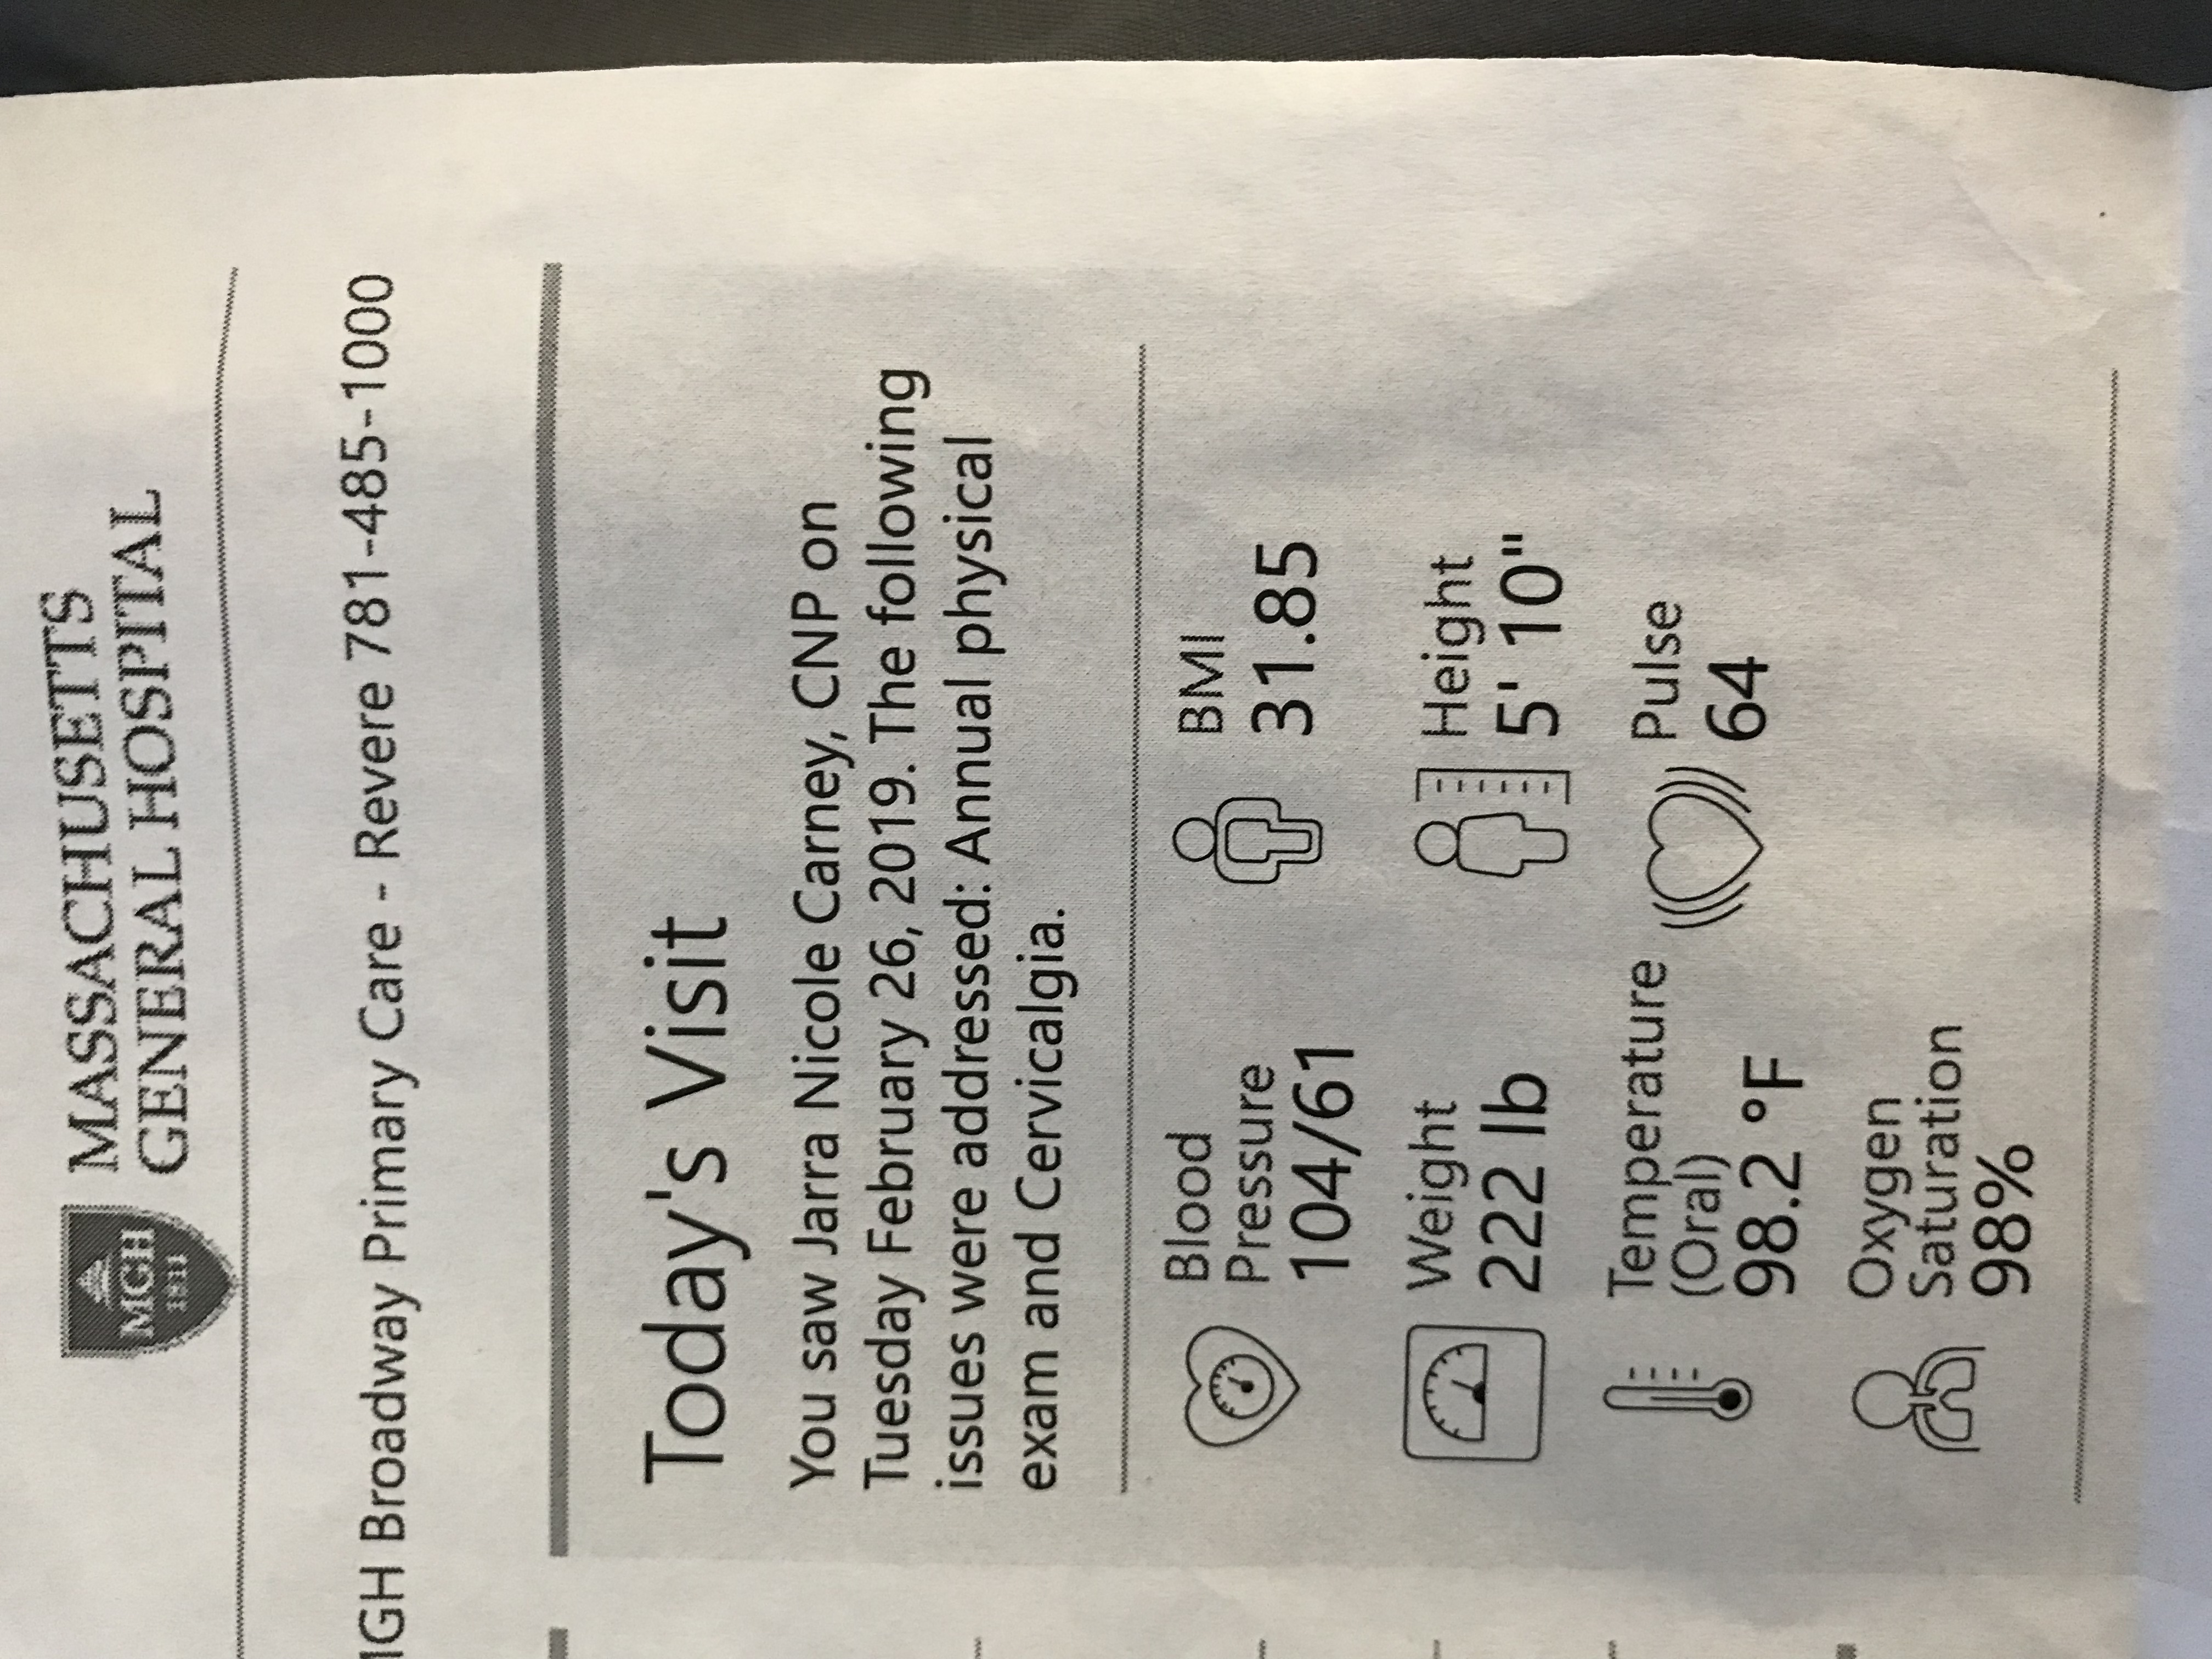 MGH
1811
MASSACHUSETTS
GENERAL HOSPITAL
MGH Broadway Primary Care - Revere 781-485-1000
Today's Visit
You saw Jarra Nicole Carney, CNP on
Tuesday February 26, 2019. The following
issues were addressed: Annual physical
exam and Cervicalgia.
Blood
Pressure
104/61
BMI
31.85
Weight
222 lb
Height
5' 10"
Temperature
(Oral)
98.2 °F
Pulse
64
Oxygen
Saturation
98%